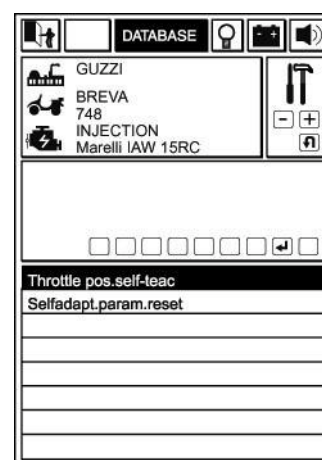 DATABASE
GUZZI
BREVA
748
INJECTION
Marelli IAW 15RC
Throttle pos.self-teac
Selfadapt.param.reset